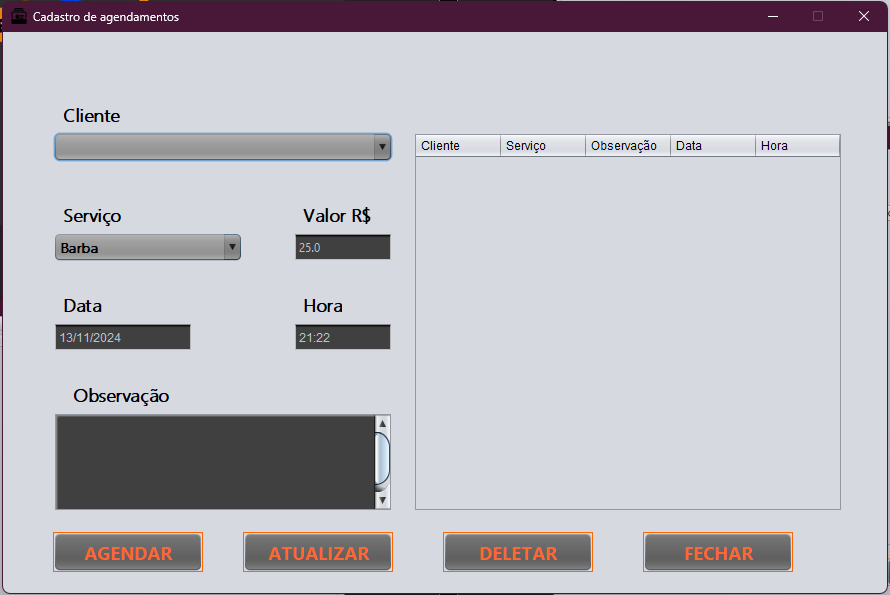 Cadastro de agendamentos
Cliente
Cliente Serviço Observação Data Hora
Serviço Valor R$
Barba 25.0
Data Hora
13/11/2024 21:22
Observação
AGENDAR ATUALIZAR DELETAR FECHAR